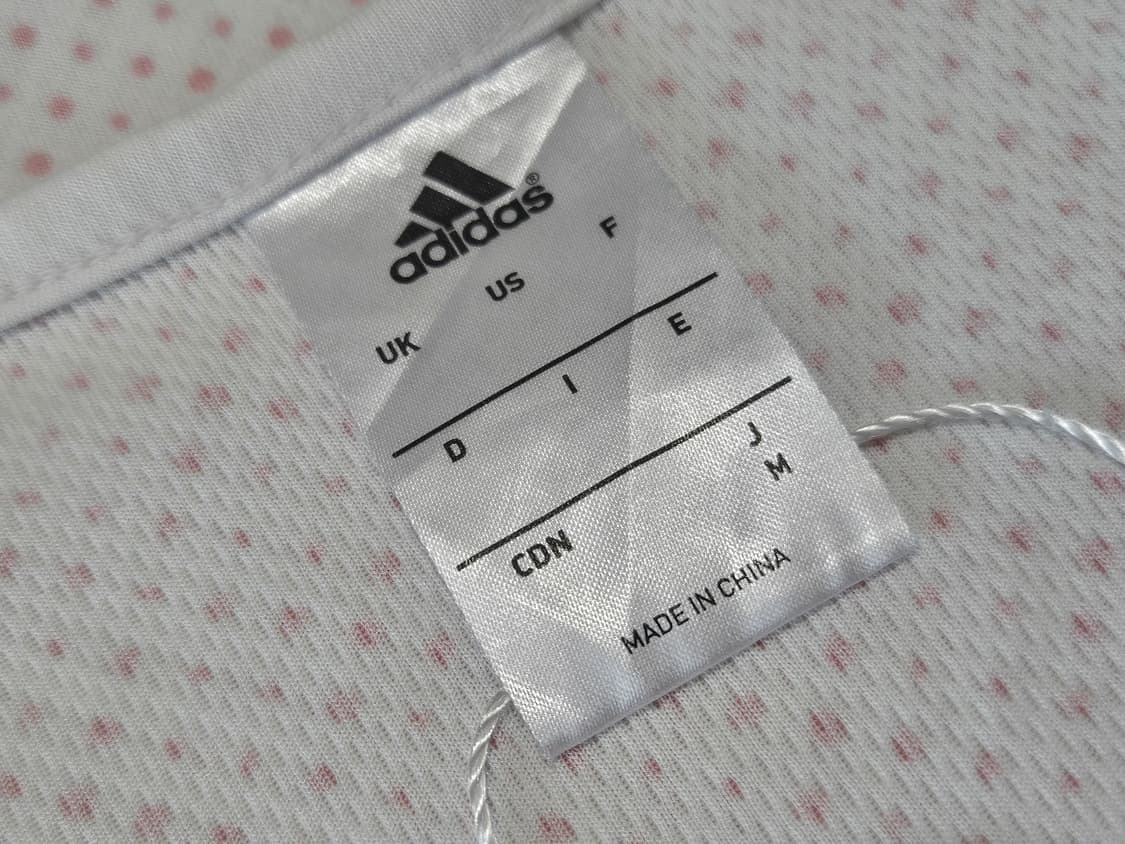 adidas®
UK US F
D I E
CDN J
M
MADE IN CHINA